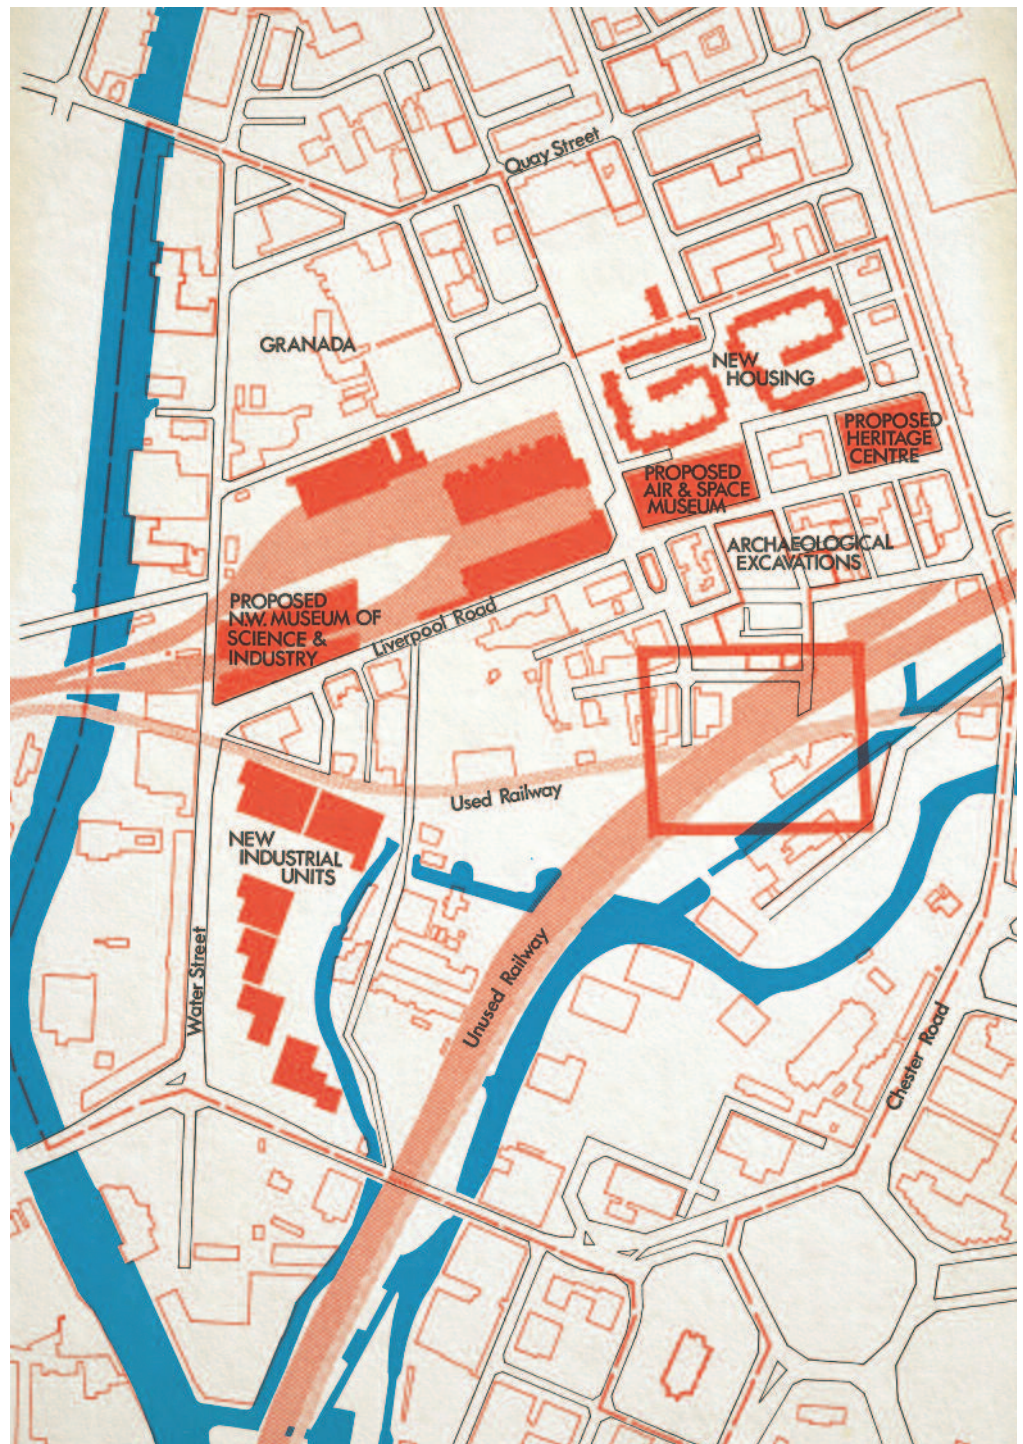 Quay Street
GRANADA
NEW
HOUSING
PROPOSED
HERITAGE
CENTRE
PROPOSED
AIR & SPACE
MUSEUM
ARCHAEOLOGICAL
EXCAVATIONS
PROPOSED
N.W. MUSEUM OF
SCIENCE &
INDUSTRY
Liverpool Road
Used Railway
NEW
INDUSTRIAL
UNITS
Water Street
Unused Railway
Chester Road